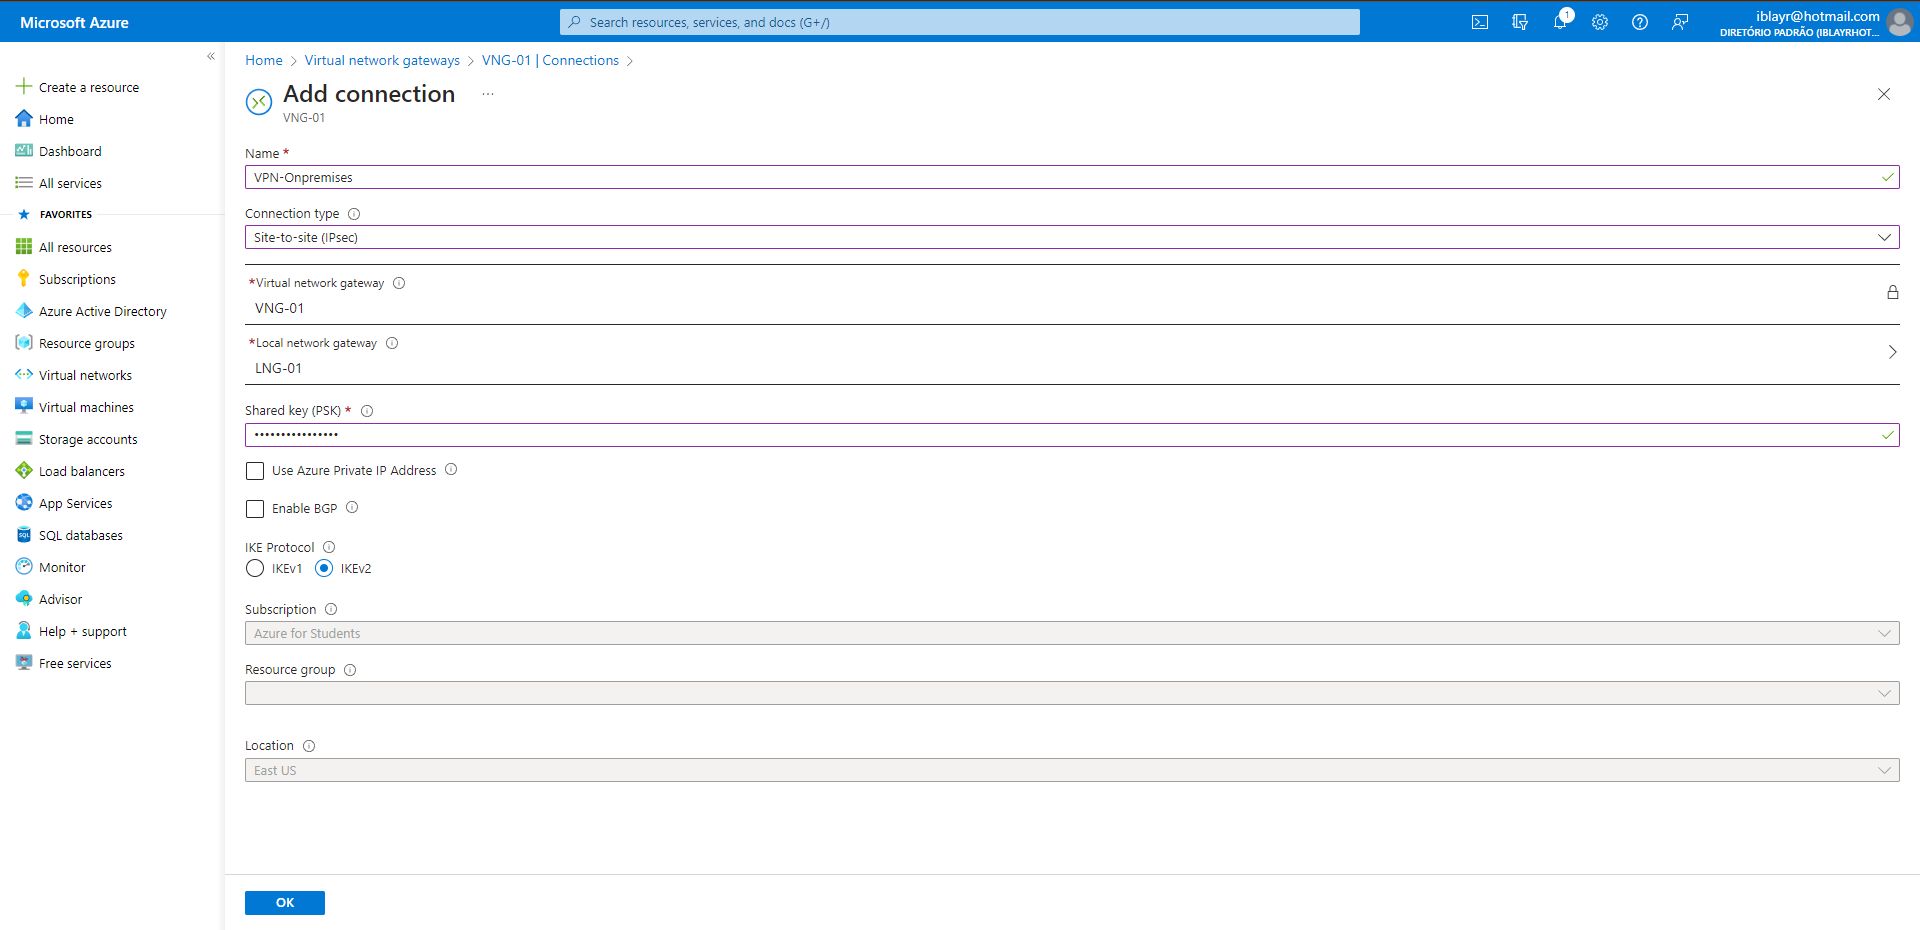 Microsoft Azure
Search resources, services, and docs (G+/)
1
iblayr@hotmail.com
DIRETÓRIO PADRÃO (IBLAYRHOT...
«
Create a resource
Home
Dashboard
All services
FAVORITES
All resources
Subscriptions
Azure Active Directory
Resource groups
Virtual networks
Virtual machines
Storage accounts
Load balancers
App Services
SQL databases
Monitor
Advisor
Help + support
Free services
Home > Virtual network gateways > VNG-01 | Connections >
Add connection ...
VNG-01
Name *
VPN-Onpremises
Connection type
Site-to-site (IPsec)
*Virtual network gateway
VNG-01
*Local network gateway
LNG-01
Shared key (PSK) *
••••••••••••••••
Use Azure Private IP Address
Enable BGP
IKE Protocol
IKEv1 IKEv2
Subscription
Azure for Students
Resource group
Location
East US
OK